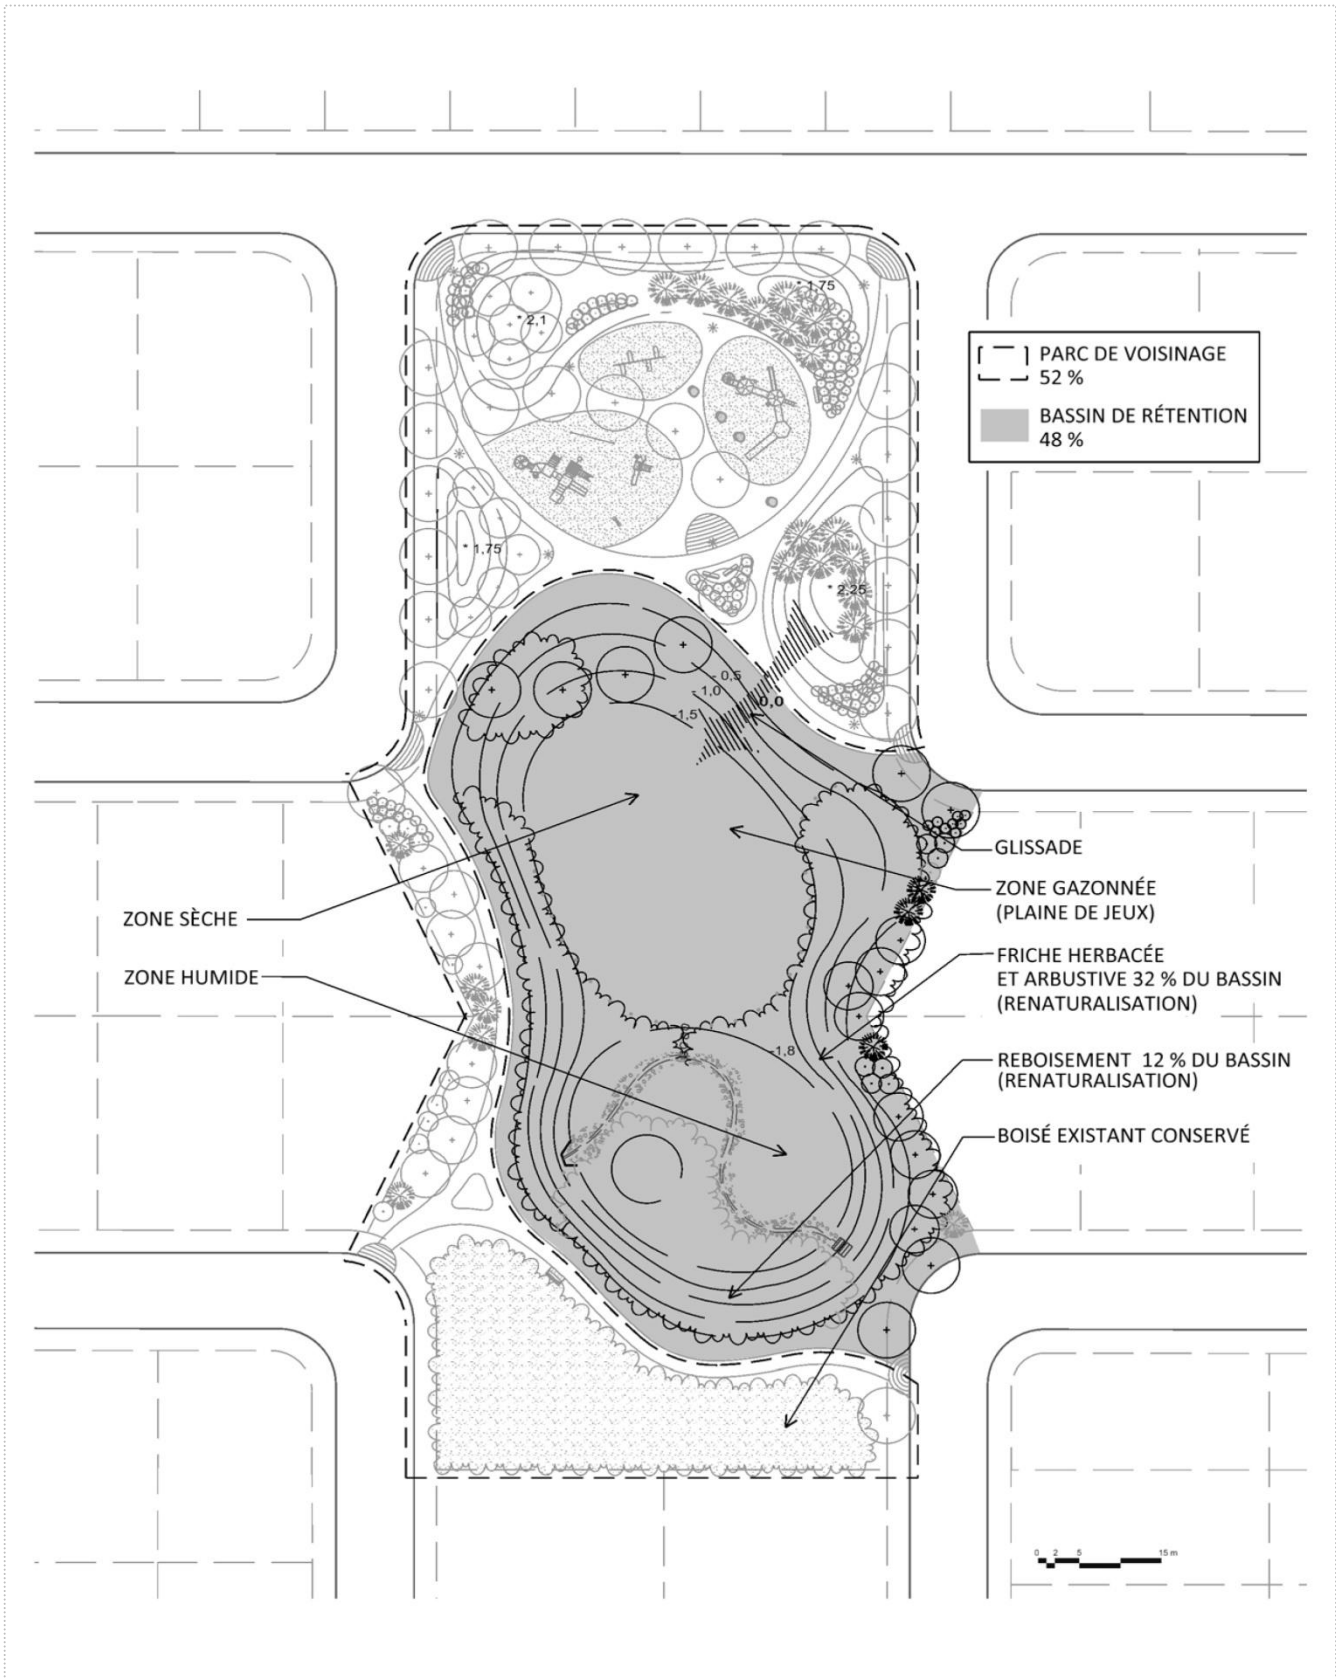 * 1,75
* 2,1
PARC DE VOISINAGE
52 %
BASSIN DE RÉTENTION
48 %
* 1,75
* 2,25
- 0,5
- 1,0
0,0
-1,5
GLISSADE
ZONE GAZONNÉE
(PLAINE DE JEUX)
ZONE SÈCHE
FRICHE HERBACÉE
ET ARBUSTIVE 32 % DU BASSIN
(RENATURALISATION)
ZONE HUMIDE
-1,8
REBOISEMENT 12 % DU BASSIN
(RENATURALISATION)
BOISÉ EXISTANT CONSERVÉ
0 2 5 15 m